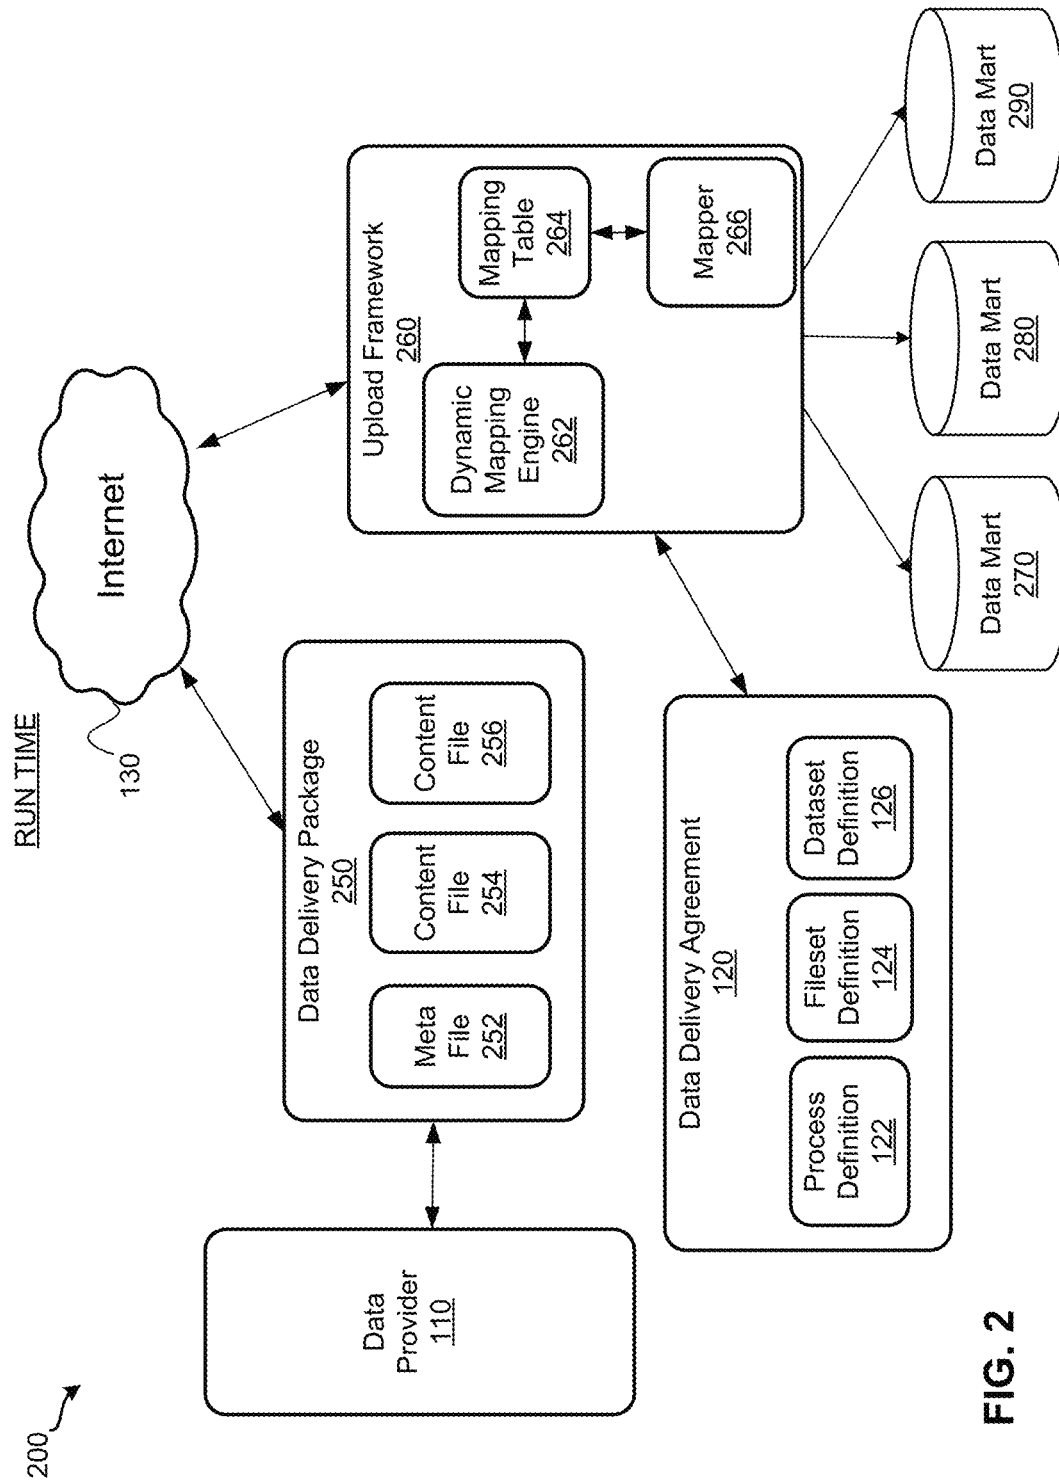 200
RUN TIME
130
Internet
Data
Provider
110
Data Delivery Package
250
Meta
File
252
Content
File
254
Content
File
256
Upload Framework
260
Dynamic
Mapping
Engine
262
Mapping
Table
264
Mapper
266
Data Delivery Agreement
120
Process
Definition
122
Fileset
Definition
124
Dataset
Definition
126
Data Mart
270
Data Mart
280
Data Mart
290
FIG. 2